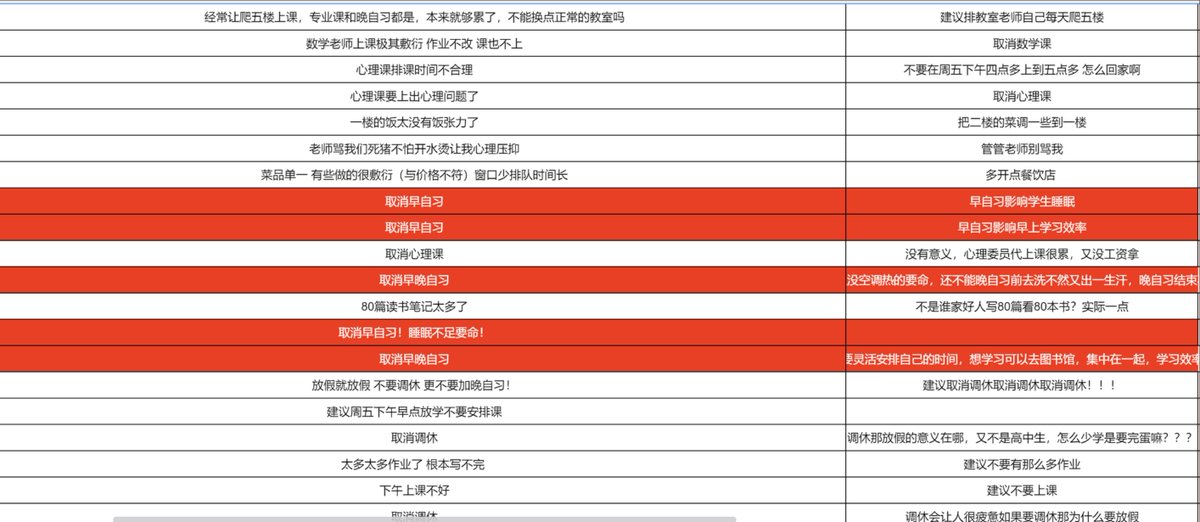 经常让爬五楼上课，专业课和晚自习都是，本来就够累了，不能换点正常的教室吗
建议排教室老师自己每天爬五楼
数学老师上课极其敷衍 作业不改 课也不上
取消数学课
心理课排课时间不合理
不要在周五下午四点多上到五点多 怎么回家啊
心理课要上出心理问题了
取消心理课
一楼的饭太没有饭张力了
把二楼的菜调一些到一楼
老师骂我们死猪不怕开水烫让我心理压抑
管管老师别骂我
菜品单一 有些做的很敷衍（与价格不符）窗口少排队时间长
多开点餐饮店
取消早自习
早自习影响学生睡眠
取消早自习
早自习影响早上学习效率
取消心理课
没有意义，心理委员代上课很累，又没工资拿
取消早晚自习
没空调热的要命，还不能晚自习前去洗不然又出一生汗，晚自习结束
80篇读书笔记太多了
不是谁家好人写80篇看80本书？实际一点
取消早自习！睡眠不足要命！
取消早晚自习
要灵活安排自己的时间，想学习可以去图书馆，集中在一起，学习效率
放假就放假 不要调休 更不要加晚自习！
建议取消调休取消调休取消调休！！！
建议周五下午早点放学不要安排课
取消调休
调休那放假的意义在哪，又不是高中生，怎么少学是要完蛋嘛？？？
太多太多作业了 根本写不完
建议不要有那么多作业
下午上课不好
建议不要上课
取消调休
调休会让人很疲惫如果要调休那为什么要放假